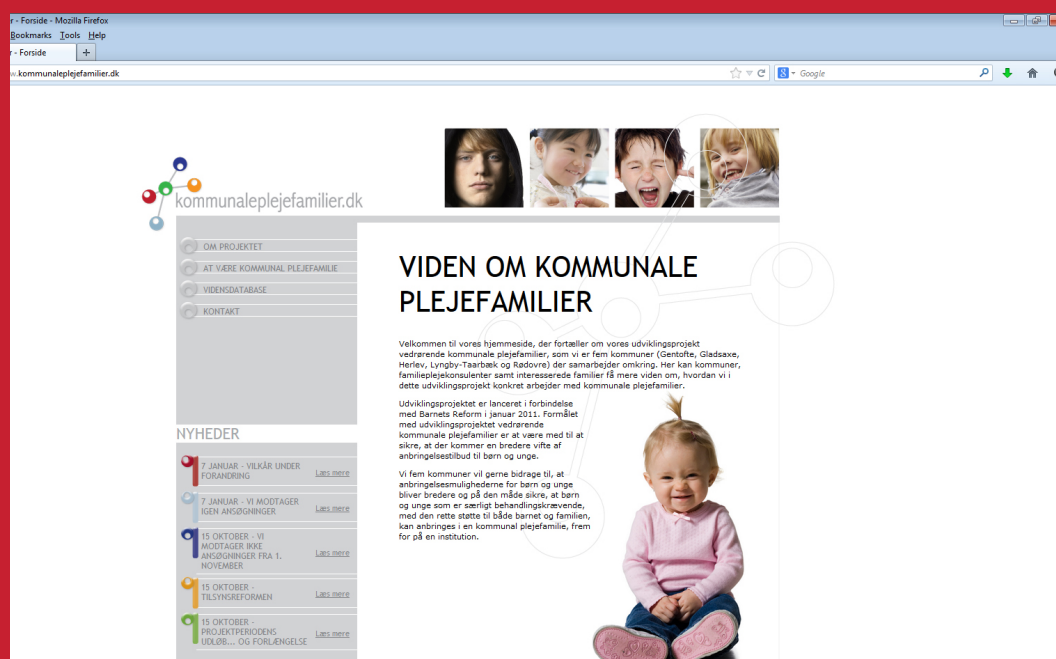 r - Forside - Mozilla Firefox
Bookmarks Tools Help
r - Forside +
w.kommunaleplejefamilier.dk
Google
kommunaleplejefamilier.dk
OM PROJEKTET
AT VÆRE KOMMUNAL PLEJEFAMILIE
VIDENSDATABASE
KONTAKT
NYHEDER
7 JANUAR - VILKÅR UNDER
FORANDRING
Læs mere
7 JANUAR - VI MODTAGER
IGEN ANSØGNINGER
Læs mere
15 OKTOBER - VI
MODTAGER IKKE
ANSØGNINGER FRA 1.
NOVEMBER
Læs mere
15 OKTOBER -
TILSYNSREFORMEN
Læs mere
15 OKTOBER -
PROJEKTPERIODENS
UDLØB... OG FORLÆNGELSE
Læs mere
VIDEN OM KOMMUNALE
PLEJEFAMILIER
Velkommen til vores hjemmeside, der fortæller om vores udviklingsprojekt
vedrørende kommunale plejefamilier, som vi er fem kommuner (Gentofte, Gladsaxe,
Herlev, Lyngby-Taarbæk og Rødovre) der samarbejder omkring. Her kan kommuner,
familieplejekonsulenter samt interesserede familier få mere viden om, hvordan vi i
dette udviklingsprojekt konkret arbejder med kommunale plejefamilier.
Udviklingsprojektet er lanceret i forbindelse
med Barnets Reform i januar 2011. Formålet
med udviklingsprojektet vedrørende
kommunale plejefamilier er at være med til at
sikre, at der kommer en bredere vifte af
anbringelsestilbud til børn og unge.
Vi fem kommuner vil gerne bidrage til, at
anbringelsesmulighederne for børn og unge
bliver bredere og på den måde sikre, at børn
og unge som er særligt behandlingskrævende,
med den rette støtte til både barnet og familien,
kan anbringes i en kommunal plejefamilie, frem
for på en institution.